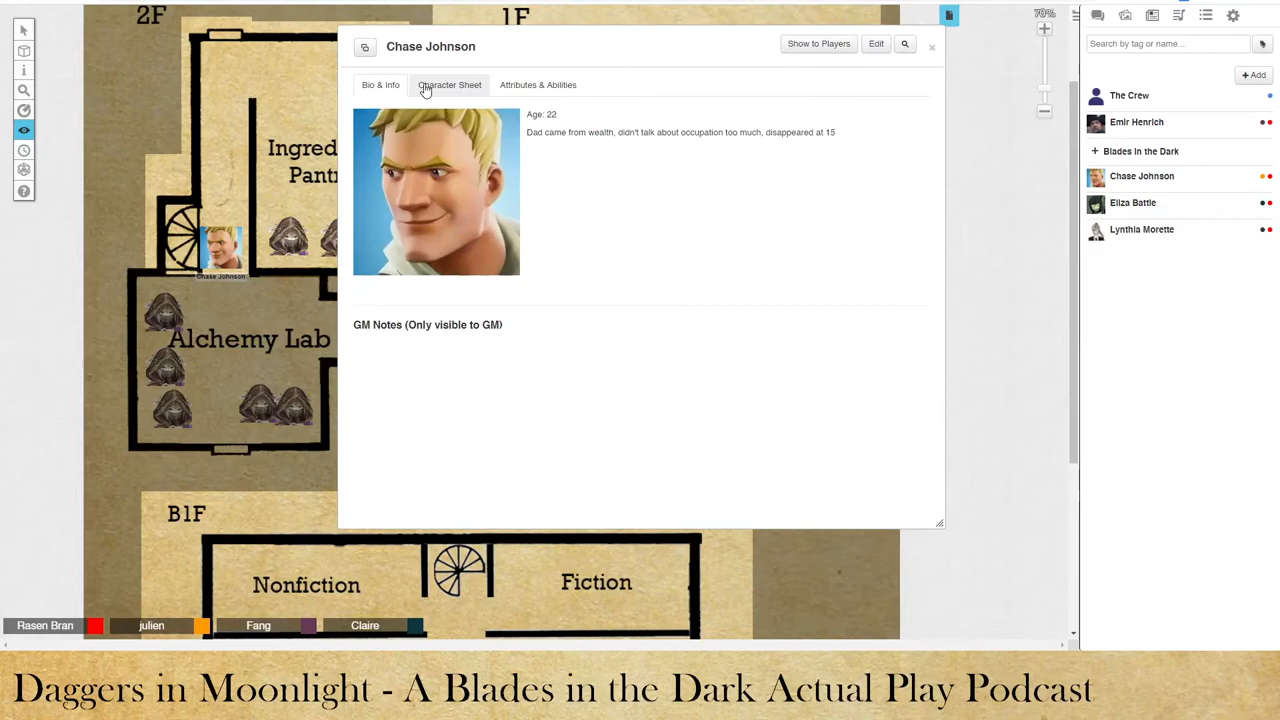 2F
1F
70%
Chase Johnson
Show to Players
Edit
Bio & Info
Character Sheet
Attributes & Abilities
Age: 22
Dad came from wealth, didn't talk about occupation too much, disappeared at 15
GM Notes (Only visible to GM)
Search by tag or name...
+ Add
The Crew
Emir Henrich
+ Blades in the Dark
Chase Johnson
Eliza Battle
Lynthia Morette
Ingred
Pant
Chase Johnson
Alchemy Lab
B1F
Nonfiction
Fiction
Rasen Bran
julien
Fang
Claire
Daggers in Moonlight - A Blades in the Dark Actual Play Podcast